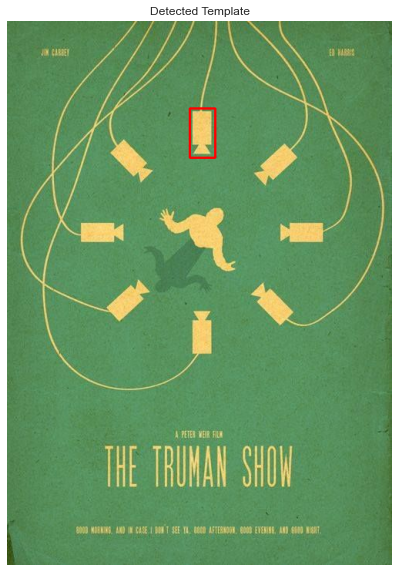 Detected Template
JIM CARREY
ED HARRIS
A PETER WEIR FILM
THE TRUMAN SHOW
GOOD MORNING, AND IN CASE I DON'T SEE YA, GOOD AFTERNOON, GOOD EVENING, AND GOOD NIGHT.